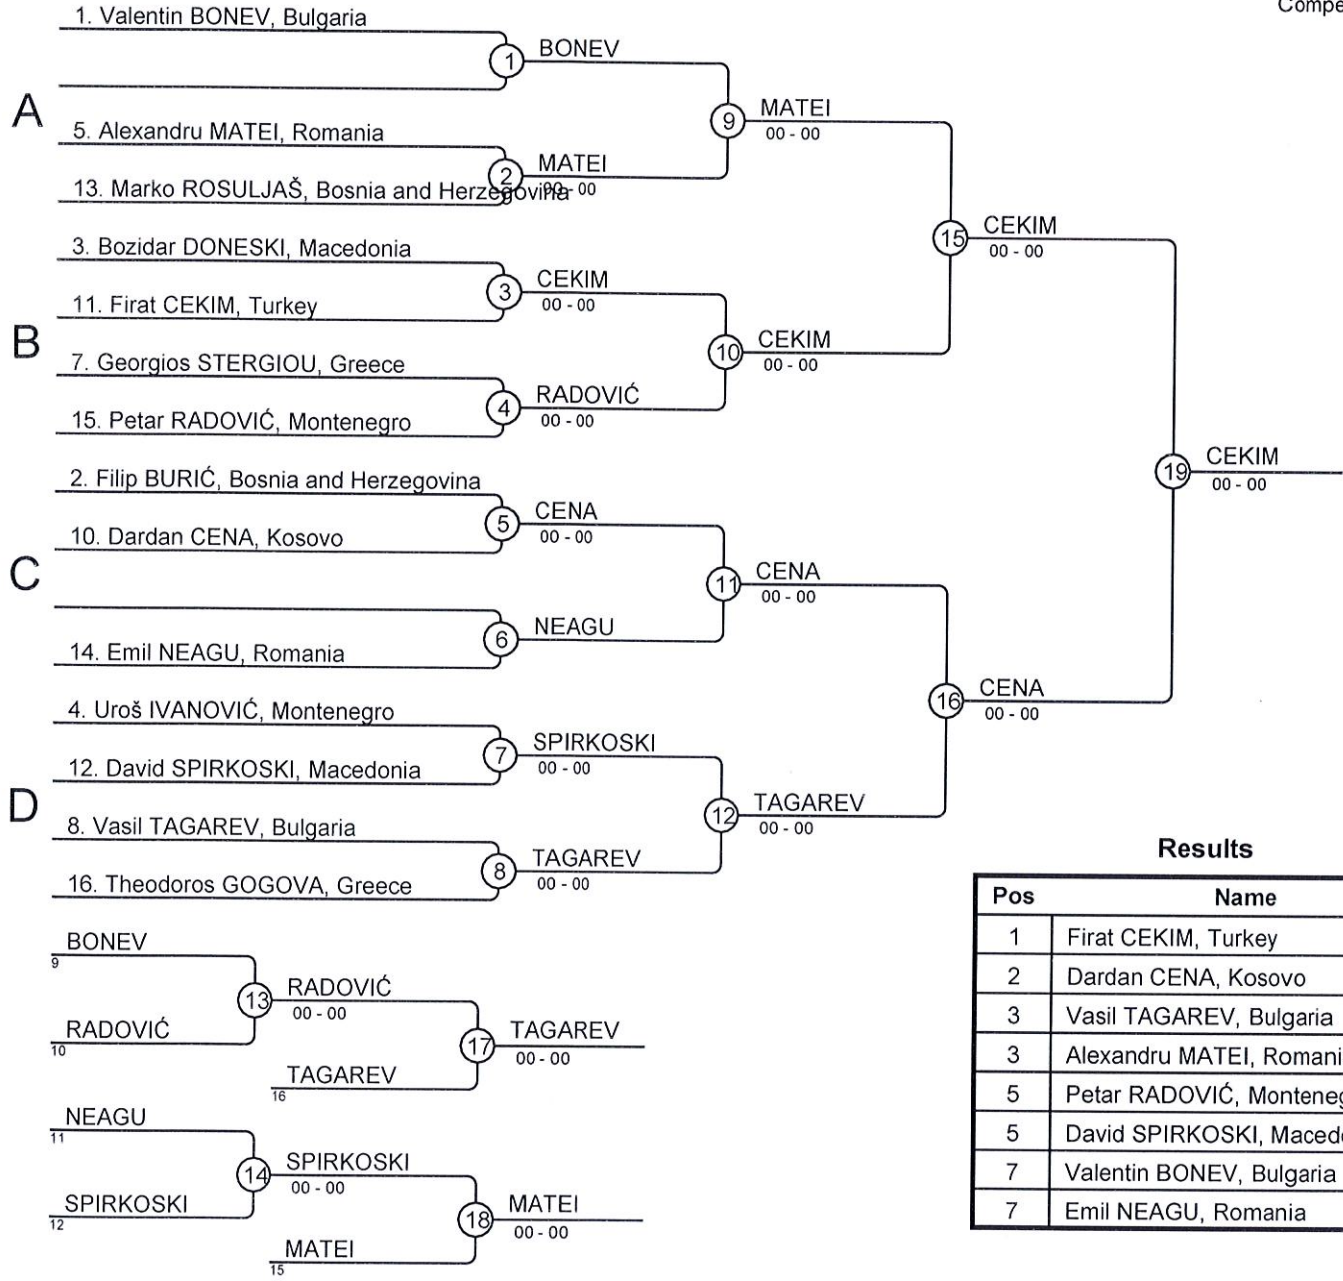 Compe
1. Valentin BONEV, Bulgaria
1 BONEV
A
9 MATEI
00 - 00
5. Alexandru MATEI, Romania
2 MATEI
00 - 00
13. Marko ROSULJAŠ, Bosnia and Herzegovina
15 CEKIM
00 - 00
3. Bozidar DONESKI, Macedonia
3 CEKIM
00 - 00
11. Firat CEKIM, Turkey
B
10 CEKIM
00 - 00
7. Georgios STERGIOU, Greece
4 RADOVIĆ
00 - 00
15. Petar RADOVIĆ, Montenegro
19 CEKIM
00 - 00
2. Filip BURIĆ, Bosnia and Herzegovina
5 CENA
00 - 00
10. Dardan CENA, Kosovo
C
11 CENA
00 - 00
6 NEAGU
14. Emil NEAGU, Romania
16 CENA
00 - 00
4. Uroš IVANOVIĆ, Montenegro
7 SPIRKOSKI
00 - 00
12. David SPIRKOSKI, Macedonia
D
12 TAGAREV
00 - 00
8. Vasil TAGAREV, Bulgaria
8 TAGAREV
00 - 00
16. Theodoros GOGOVA, Greece
BONEV
9
13 RADOVIĆ
00 - 00
RADOVIĆ
10
17 TAGAREV
00 - 00
TAGAREV
16
NEAGU
11
14 SPIRKOSKI
00 - 00
SPIRKOSKI
12
18 MATEI
00 - 00
MATEI
15
Results
Pos Name
1 Firat CEKIM, Turkey
2 Dardan CENA, Kosovo
3 Vasil TAGAREV, Bulgaria
3 Alexandru MATEI, Romani
5 Petar RADOVIĆ, Monteneg
5 David SPIRKOSKI, Macedo
7 Valentin BONEV, Bulgaria
7 Emil NEAGU, Romania